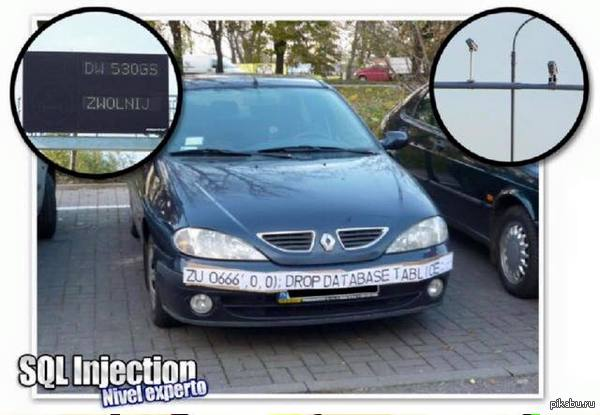 DW 530GS
ZWOLNIJ
ZU 0666',0,0); DROP DATABASE TABLICE
SQL Injection
Nivel experto
pikabu.ru